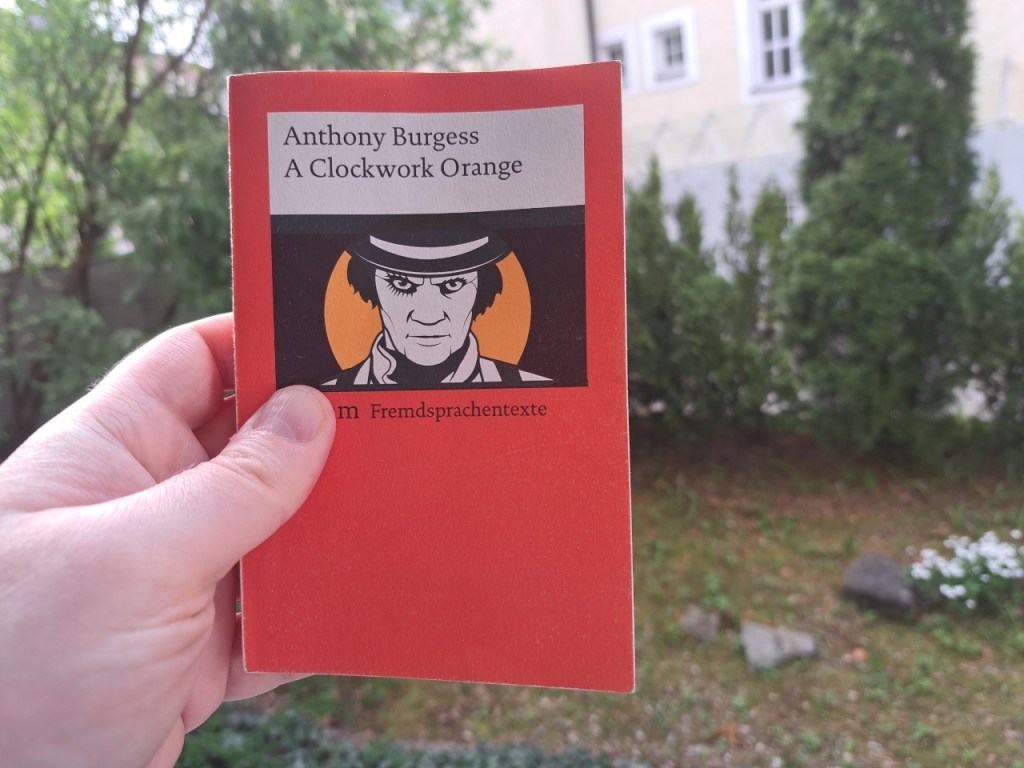 Anthony Burgess
A Clockwork Orange
Fremdsprachentexte